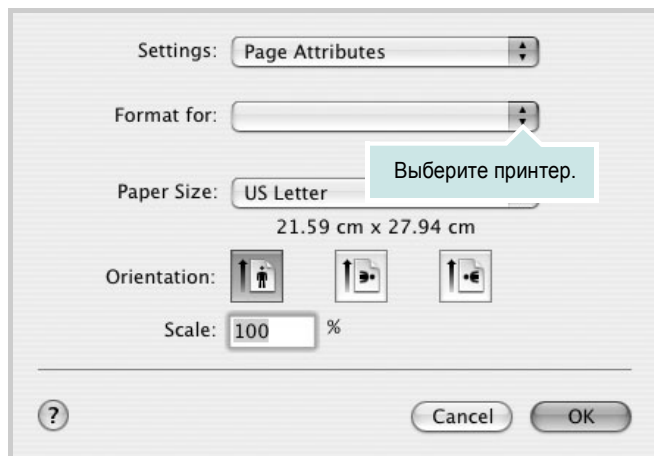 Settings: Page Attributes
Format for:
Выберите принтер.
Paper Size: US Letter
21.59 cm x 27.94 cm
Orientation:
Scale: 100 %
? Cancel OK